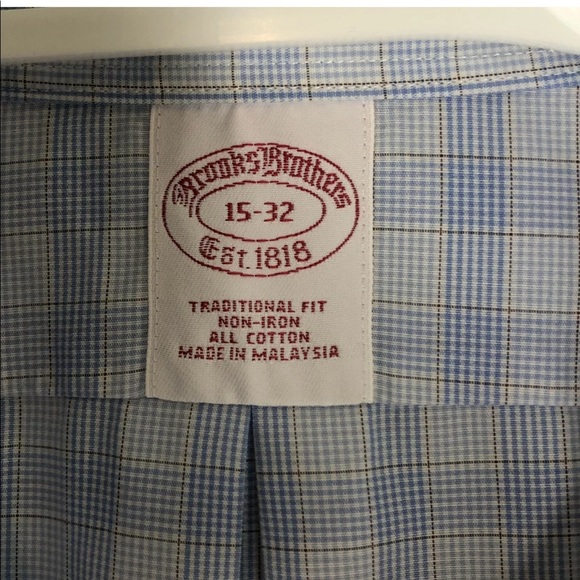 Brooks Brothers
15-32
Est. 1818
TRADITIONAL FIT
NON-IRON
ALL COTTON
MADE IN MALAYSIA